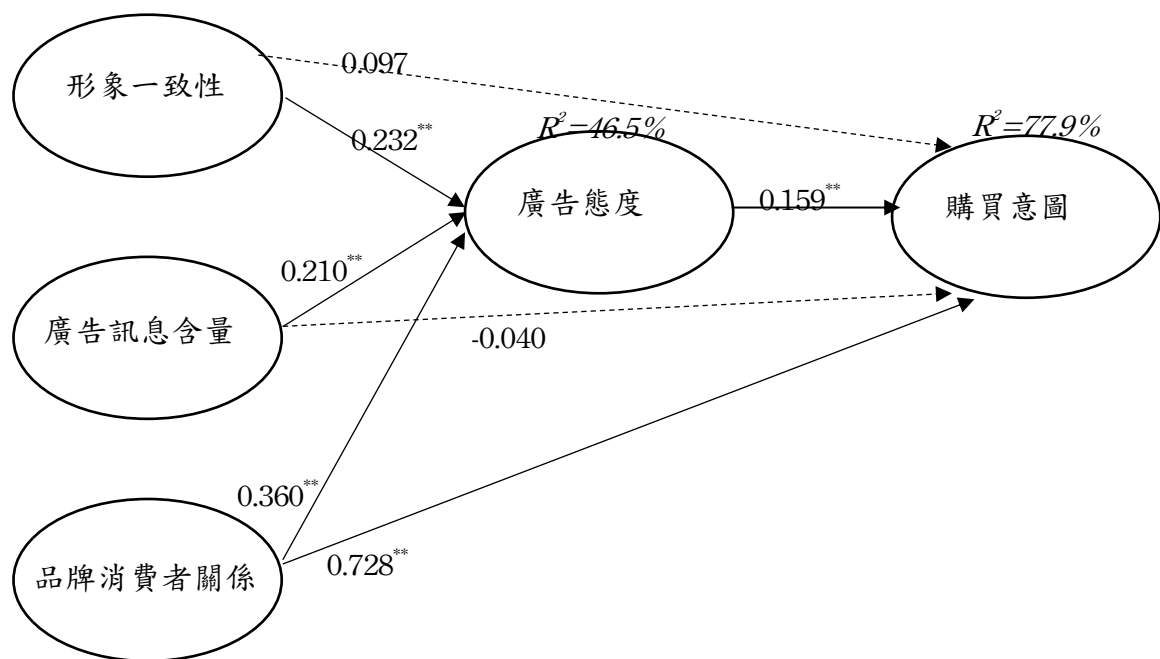 形象一致性
0.097
0.232**
R²=46.5%
R²=77.9%
廣告態度
0.159**
購買意圖
0.210**
廣告訊息含量
-0.040
0.360**
0.728**
品牌消費者關係